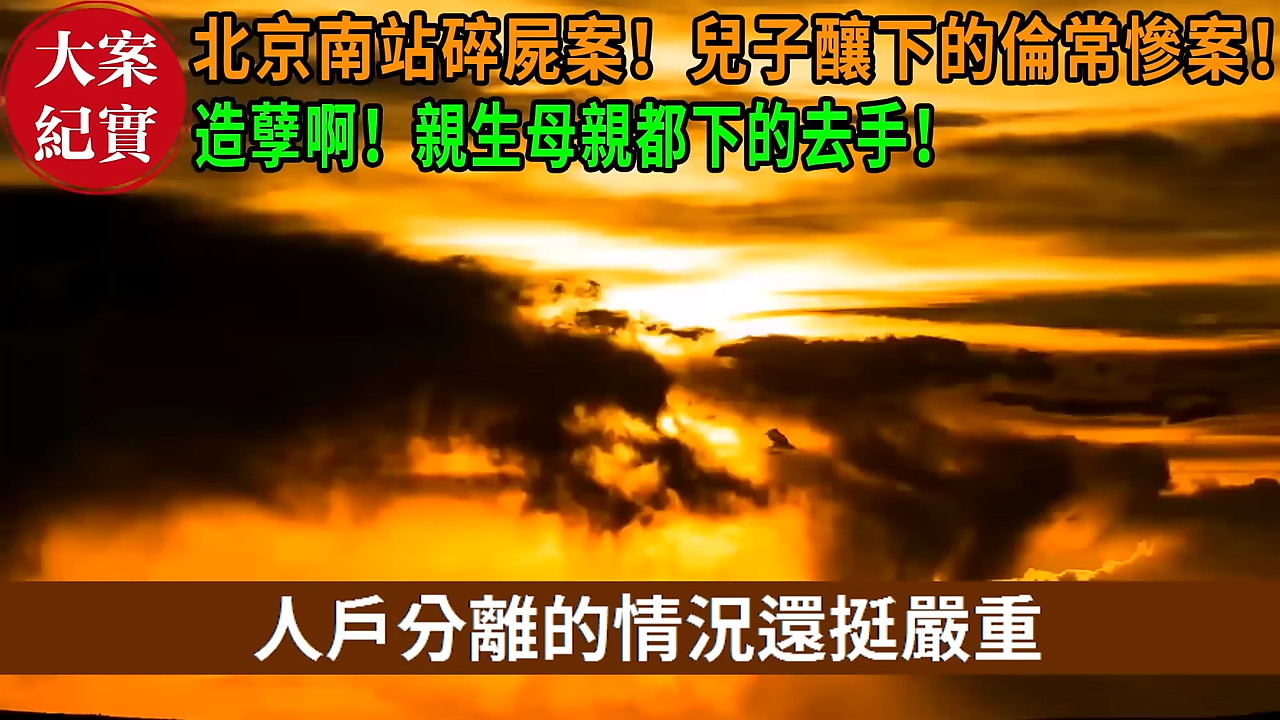 大案
紀實
北京南站碎屍案！兒子釀下的倫常慘案！
造孽啊！親生母親都下的去手！
人戶分離的情況還挺嚴重